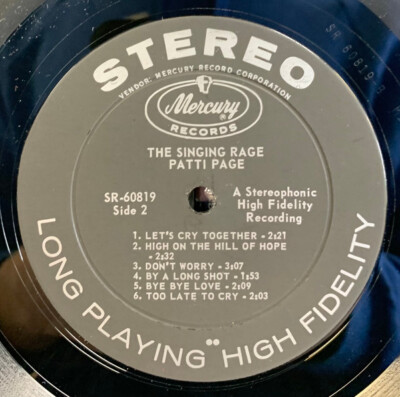 STEREO
VENDOR: MERCURY RECORD CORPORATION
Mercury
®
RECORDS
THE SINGING RAGE
PATTI PAGE
SR-60819
Side 2
A Stereophonic
High Fidelity
Recording
1. LET'S CRY TOGETHER - 2:21
2. HIGH ON THE HILL OF HOPE
- 2:32
3. DON'T WORRY - 3:07
4. BY A LONG SHOT - 1:53
5. BYE BYE LOVE - 2:09
6. TOO LATE TO CRY - 2:03
LONG PLAYING HIGH FIDELITY